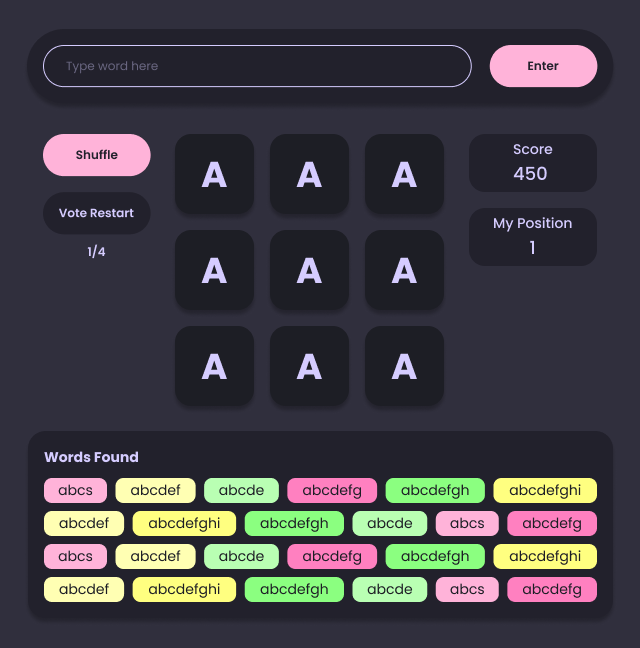 Type word here
Enter
Shuffle
Vote Restart
1/4
A A A
A A A
A A A
Score
450
My Position
1
Words Found
abcs abcdef abcde abcdefg abcdefgh abcdefghi
abcdef abcdefghi abcdefgh abcde abcs abcdefg
abcs abcdef abcde abcdefg abcdefgh abcdefghi
abcdef abcdefghi abcdefgh abcde abcs abcdefg